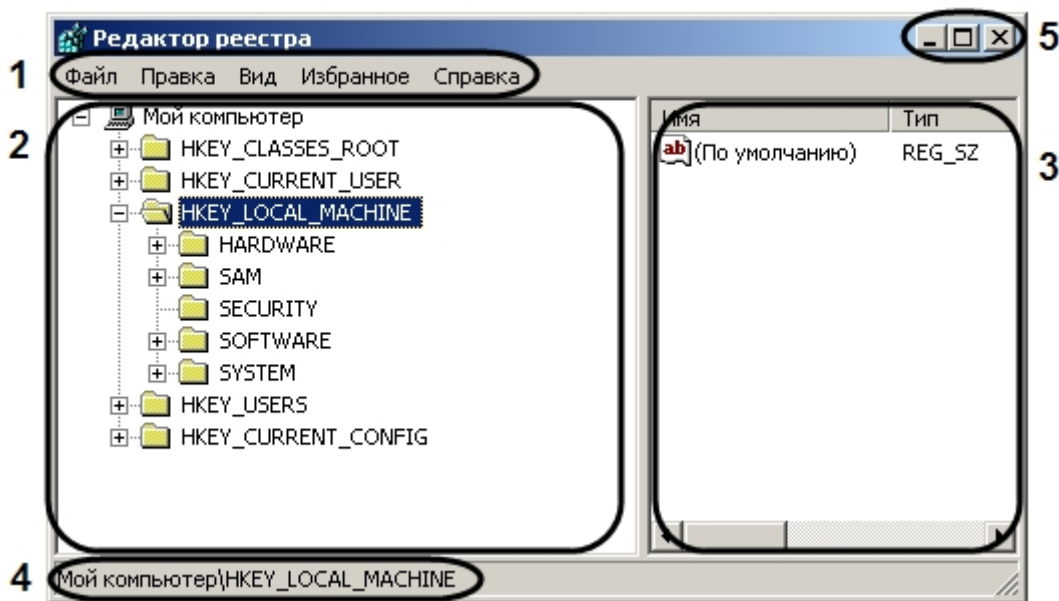 Редактор реестра
5
1
Файл Правка Вид Избранное Справка
2
Мой компьютер
HKEY_CLASSES_ROOT
HKEY_CURRENT_USER
HKEY_LOCAL_MACHINE
HARDWARE
SAM
SECURITY
SOFTWARE
SYSTEM
HKEY_USERS
HKEY_CURRENT_CONFIG
Имя Тип
ab (По умолчанию) REG_SZ
3
4
Мой компьютер\HKEY_LOCAL_MACHINE